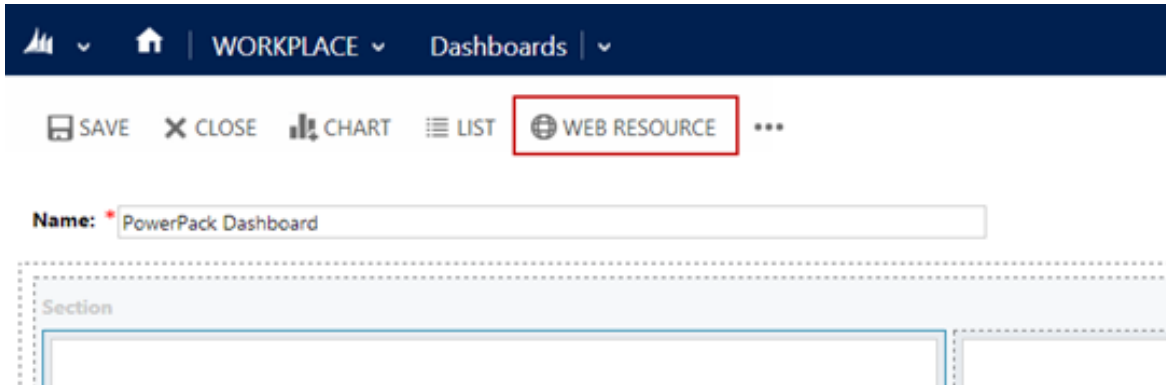 WORKPLACE Dashboards
SAVE CLOSE CHART LIST WEB RESOURCE •••
Name: * PowerPack Dashboard
Section